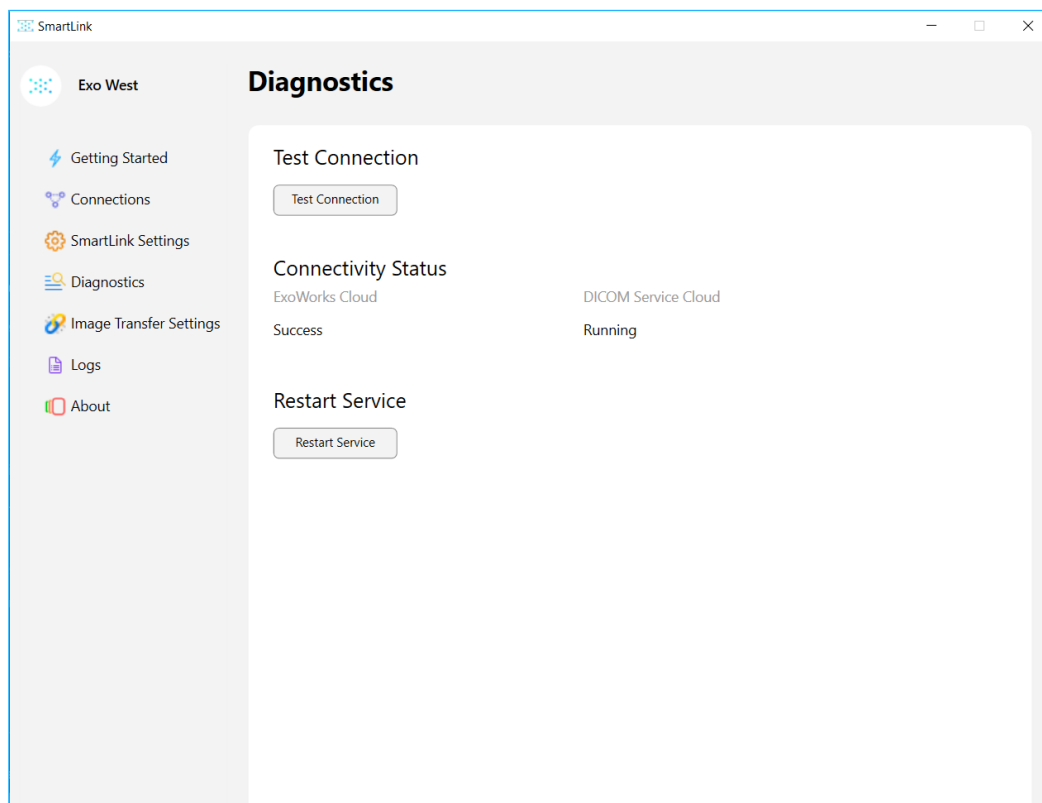 SmartLink
Exo West
Diagnostics
Getting Started
Connections
SmartLink Settings
Diagnostics
Image Transfer Settings
Logs
About
Test Connection
Test Connection
Connectivity Status
ExoWorks Cloud DICOM Service Cloud
Success Running
Restart Service
Restart Service